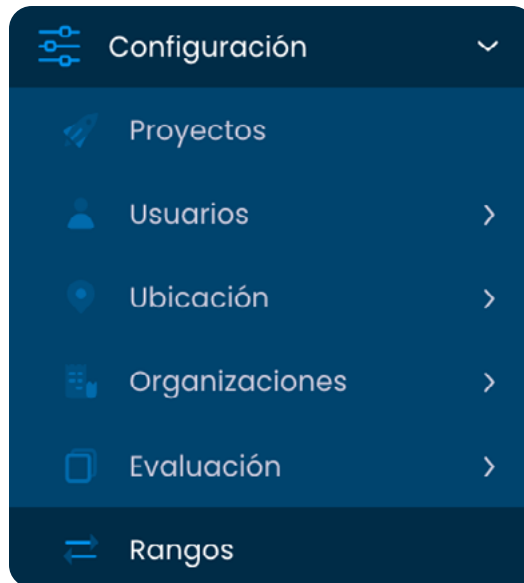 Configuración
Proyectos
Usuarios
Ubicación
Organizaciones
Evaluación
Rangos